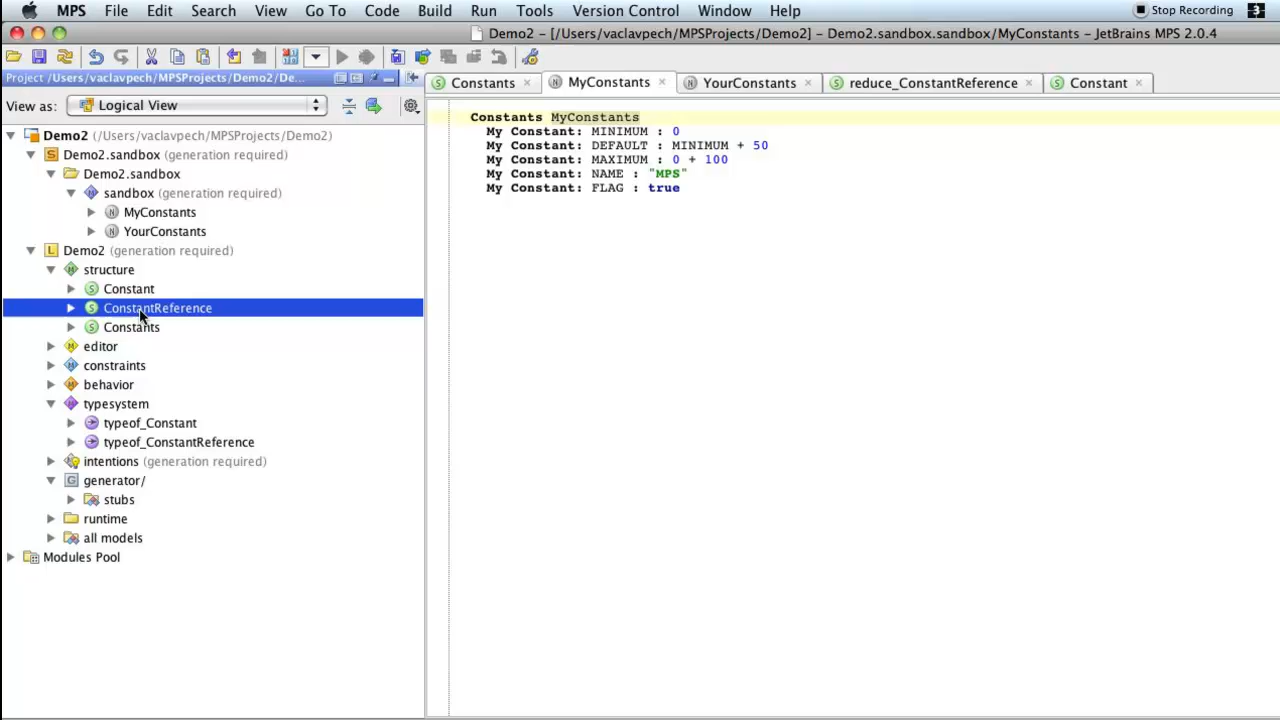 MPS File Edit Search View Go To Code Build Run Tools Version Control Window Help Stop Recording 3
Demo2 – [/Users/vaclavpech/MPSProjects/Demo2] – Demo2.sandbox.sandbox/MyConstants – JetBrains MPS 2.0.4
Project /Users/vaclavpech/MPSProjects/Demo2/De...
Constants MyConstants YourConstants reduce_ConstantReference Constant
View as: Logical View
Demo2 (/Users/vaclavpech/MPSProjects/Demo2)
Demo2.sandbox (generation required)
Demo2.sandbox
sandbox (generation required)
MyConstants
YourConstants
Demo2 (generation required)
structure
Constant
ConstantReference
Constants
editor
constraints
behavior
typesystem
typeof_Constant
typeof_ConstantReference
intentions (generation required)
generator/
stubs
runtime
all models
Modules Pool
Constants MyConstants
My Constant: MINIMUM : 0
My Constant: DEFAULT : MINIMUM + 50
My Constant: MAXIMUM : 0 + 100
My Constant: NAME : "MPS"
My Constant: FLAG : true